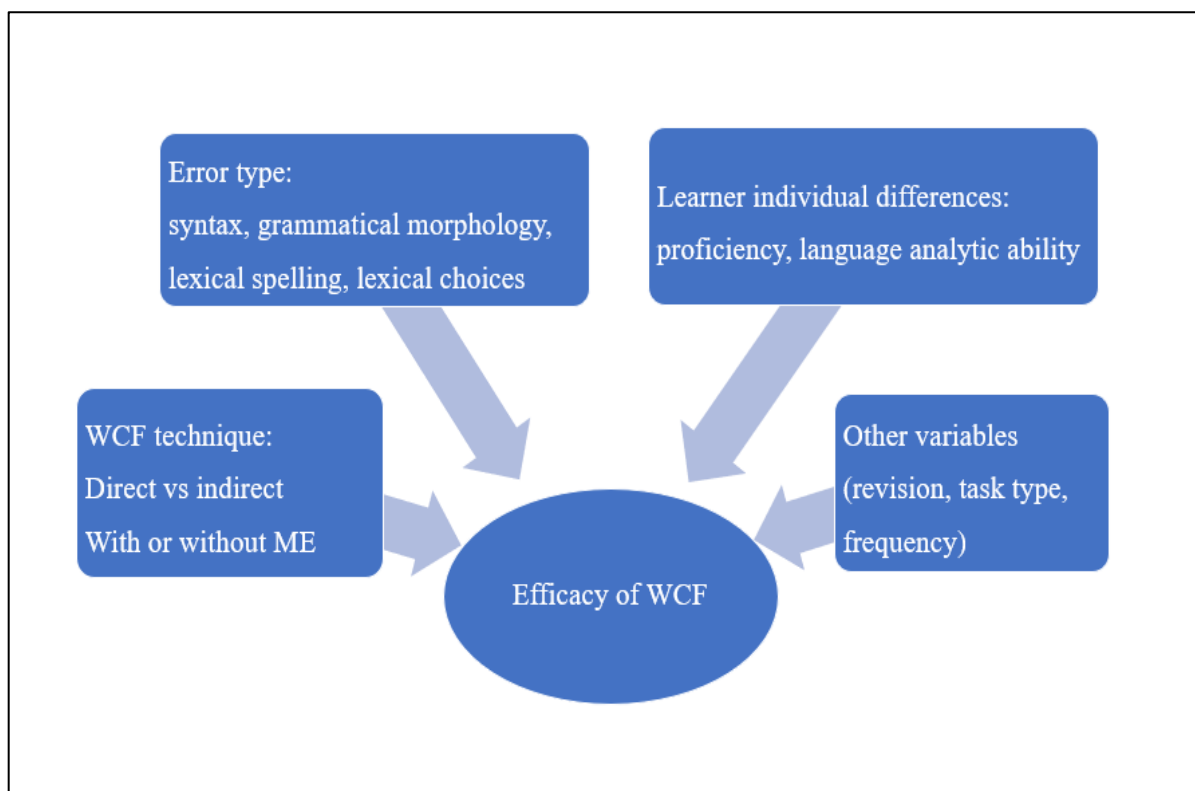 Error type:
syntax, grammatical morphology,
lexical spelling, lexical choices
Learner individual differences:
proficiency, language analytic ability
WCF technique:
Direct vs indirect
With or without ME
Other variables
(revision, task type,
frequency)
Efficacy of WCF